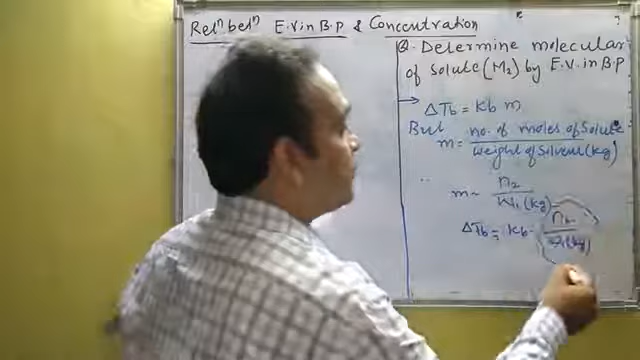 Relⁿ betⁿ E.V in B.P & Concentration
Q. Determine molecular
of solute (M₂) by E.V. in B.P
→ ΔTb = Kb m
But m = no. of moles of Solute / weight of Solvent (kg)
∴ m = n₂ / W₁ (kg)
ΔTb = Kb · n₂ / W₁ (kg)